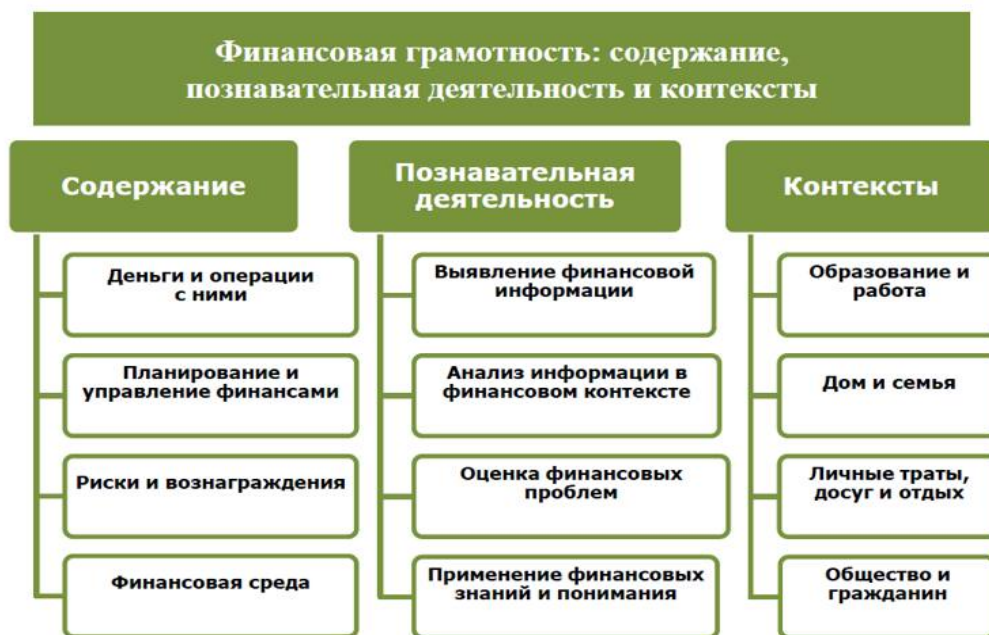 Финансовая грамотность: содержание,
познавательная деятельность и контексты
Содержание
Деньги и операции
с ними
Планирование и
управление финансами
Риски и вознаграждения
Финансовая среда
Познавательная
деятельность
Выявление финансовой
информации
Анализ информации в
финансовом контексте
Оценка финансовых
проблем
Применение финансовых
знаний и понимания
Контексты
Образование и
работа
Дом и семья
Личные траты,
досуг и отдых
Общество и
гражданин